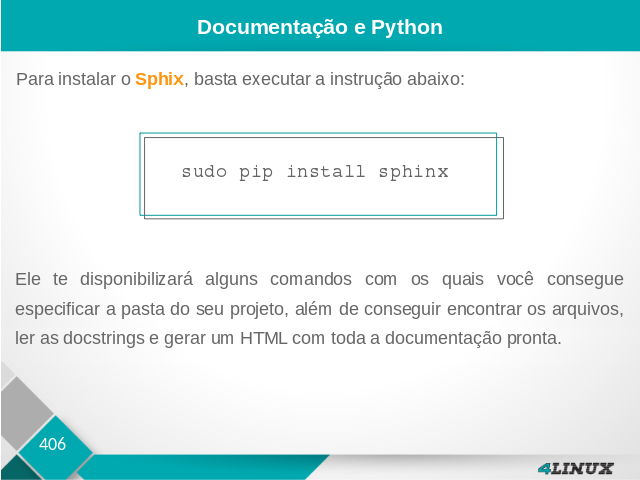 Documentação e Python
Para instalar o Sphix, basta executar a instrução abaixo:
sudo pip install sphinx
Ele te disponibilizará alguns comandos com os quais você consegue
especificar a pasta do seu projeto, além de conseguir encontrar os arquivos,
ler as docstrings e gerar um HTML com toda a documentação pronta.
406
4LINUX